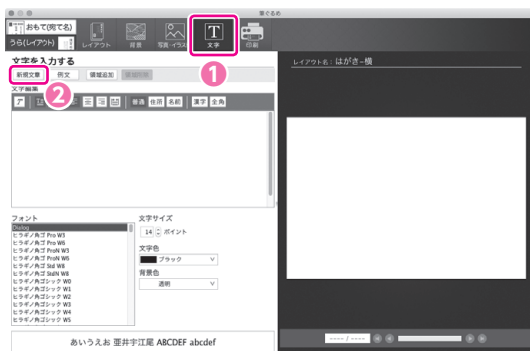 筆ぐるめ
おもて(宛て名)
うら(レイアウト)
レイアウト
背景
写真・イラスト
文字
印刷
1
文字を入力する
新規文章
例文
領域追加
領域削除
2
文字編集
普通
住所
名前
漢字
全角
レイアウト名：はがき-横
フォント
Dialog
ヒラギノ角ゴ Pro W3
ヒラギノ角ゴ Pro W6
ヒラギノ角ゴ ProN W3
ヒラギノ角ゴ ProN W6
ヒラギノ角ゴ Std W8
ヒラギノ角ゴ StdN W8
ヒラギノ角ゴシック W0
ヒラギノ角ゴシック W1
ヒラギノ角ゴシック W2
ヒラギノ角ゴシック W3
ヒラギノ角ゴシック W4
ヒラギノ角ゴシック W5
文字サイズ
14 ポイント
文字色
ブラック
背景色
透明
あいうえお 亜井宇江尾 ABCDEF abcdef
---- / ----